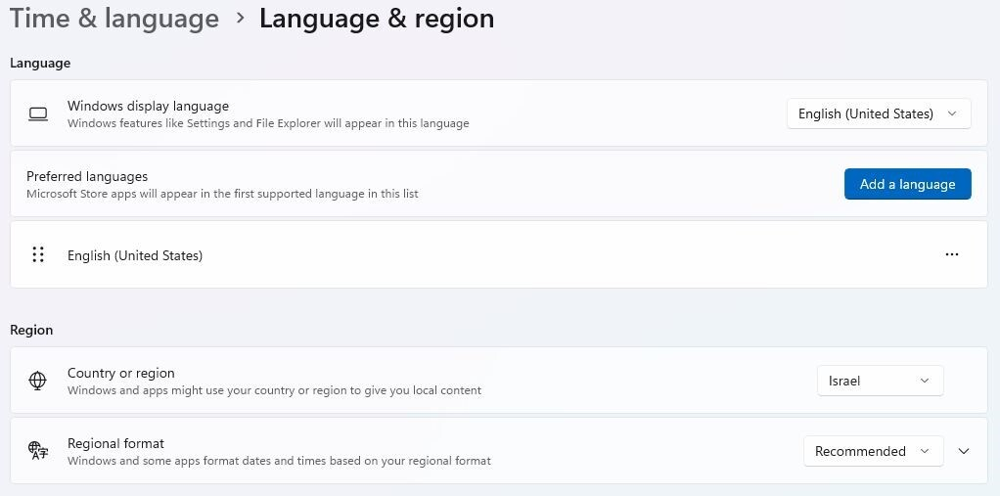 Time & language > Language & region
Language
Windows display language
Windows features like Settings and File Explorer will appear in this language
English (United States)
Preferred languages
Microsoft Store apps will appear in the first supported language in this list
Add a language
English (United States)
Region
Country or region
Windows and apps might use your country or region to give you local content
Israel
Regional format
Windows and some apps format dates and times based on your regional format
Recommended